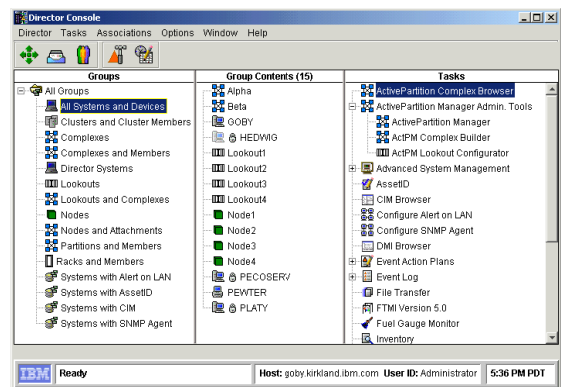 Director Console
Director Tasks Associations Options Window Help
Groups
All Groups
All Systems and Devices
Clusters and Cluster Members
Complexes
Complexes and Members
Director Systems
Lookouts
Lookouts and Complexes
Nodes
Nodes and Attachments
Partitions and Members
Racks and Members
Systems with Alert on LAN
Systems with AssetID
Systems with CIM
Systems with SNMP Agent
Group Contents (15)
Alpha
Beta
GOBY
HEDWIG
Lookout1
Lookout2
Lookout3
Lookout4
Node1
Node2
Node3
Node4
PECOSERV
PEWTER
PLATY
Tasks
ActivePartition Complex Browser
ActivePartition Manager Admin. Tools
ActivePartition Manager
ActPM Complex Builder
ActPM Lookout Configurator
Advanced System Management
AssetID
CIM Browser
Configure Alert on LAN
Configure SNMP Agent
DMI Browser
Event Action Plans
Event Log
File Transfer
FTMI Version 5.0
Fuel Gauge Monitor
Inventory
IBM Ready Host: goby.kirkland.ibm.com User ID: Administrator 5:36 PM PDT